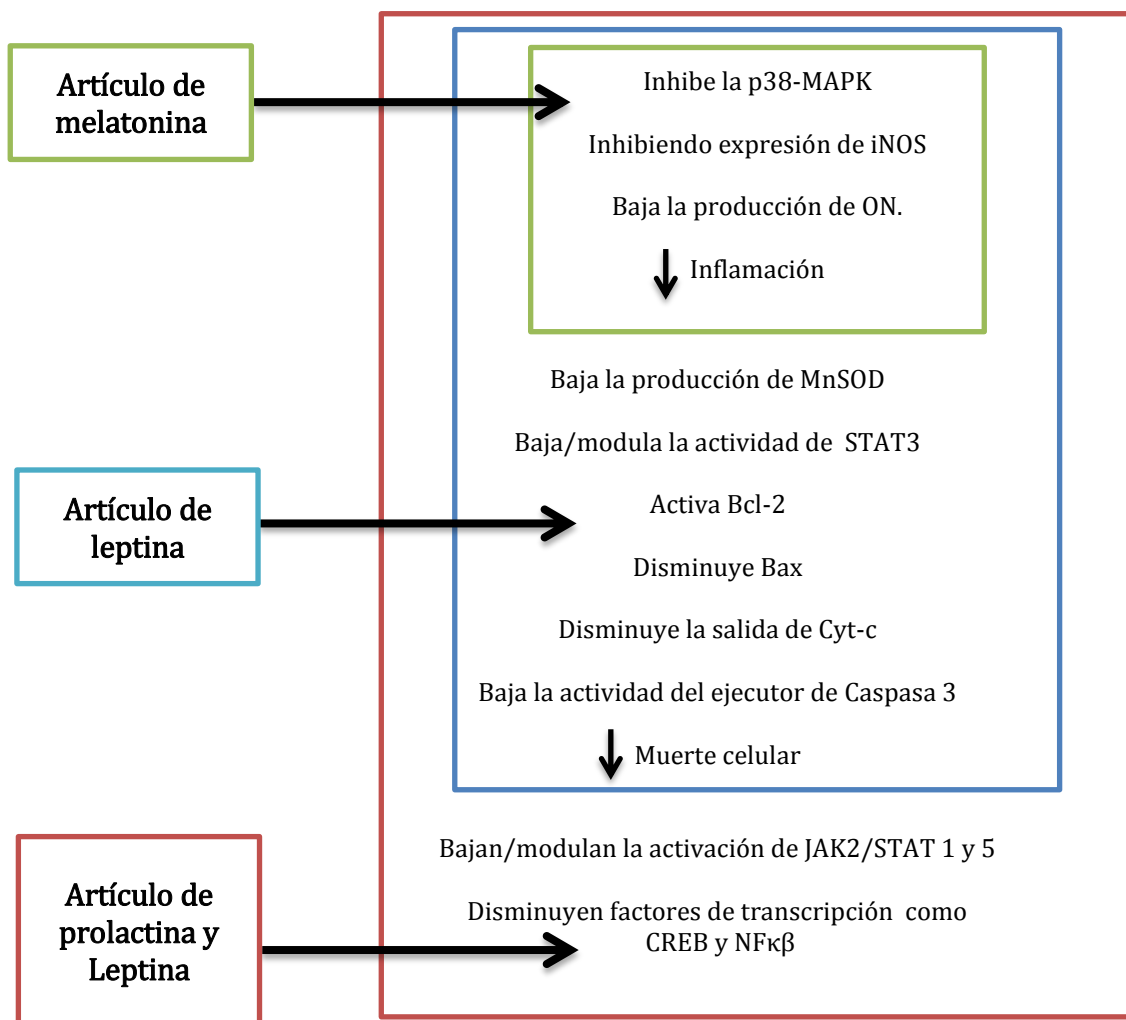 Artículo de
melatonina
Inhibe la p38-MAPK
Inhibiendo expresión de iNOS
Baja la producción de ON.
Inflamación
Baja la producción de MnSOD
Baja/modula la actividad de STAT3
Artículo de
leptina
Activa Bcl-2
Disminuye Bax
Disminuye la salida de Cyt-c
Baja la actividad del ejecutor de Caspasa 3
Muerte celular
Artículo de
prolactina y
Leptina
Bajan/modulan la activación de JAK2/STAT 1 y 5
Disminuyen factores de transcripción como
CREB y NFκβ